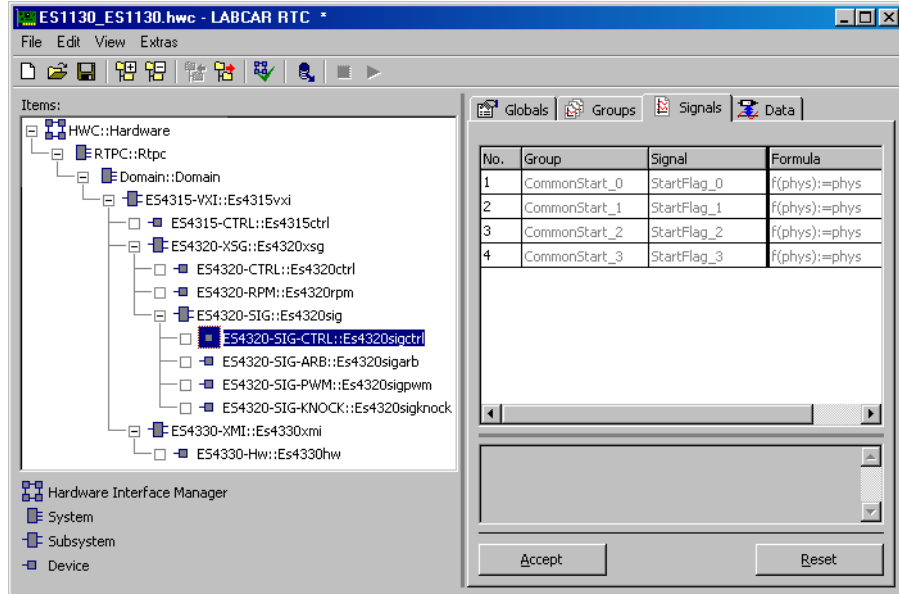 ES1130_ES1130.hwc - LABCAR RTC *
File Edit View Extras
Items:
HWC::Hardware
RTPC::Rtpc
Domain::Domain
ES4315-VXI::Es4315vxi
ES4315-CTRL::Es4315ctrl
ES4320-XSG::Es4320xsg
ES4320-CTRL::Es4320ctrl
ES4320-RPM::Es4320rpm
ES4320-SIG::Es4320sig
ES4320-SIG-CTRL::Es4320sigctrl
ES4320-SIG-ARB::Es4320sigarb
ES4320-SIG-PWM::Es4320sigpwm
ES4320-SIG-KNOCK::Es4320sigknock
ES4330-XMI::Es4330xmi
ES4330-Hw::Es4330hw
Hardware Interface Manager
System
Subsystem
Device
Globals Groups Signals Data
No. Group Signal Formula
1 CommonStart_0 StartFlag_0 f(phys):=phys
2 CommonStart_1 StartFlag_1 f(phys):=phys
3 CommonStart_2 StartFlag_2 f(phys):=phys
4 CommonStart_3 StartFlag_3 f(phys):=phys
Accept Reset